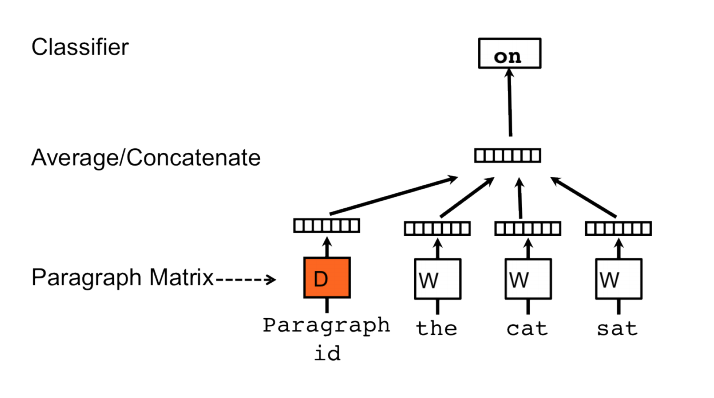 Classifier
on
Average/Concatenate
Paragraph Matrix
D
W
W
W
Paragraph
id
the
cat
sat